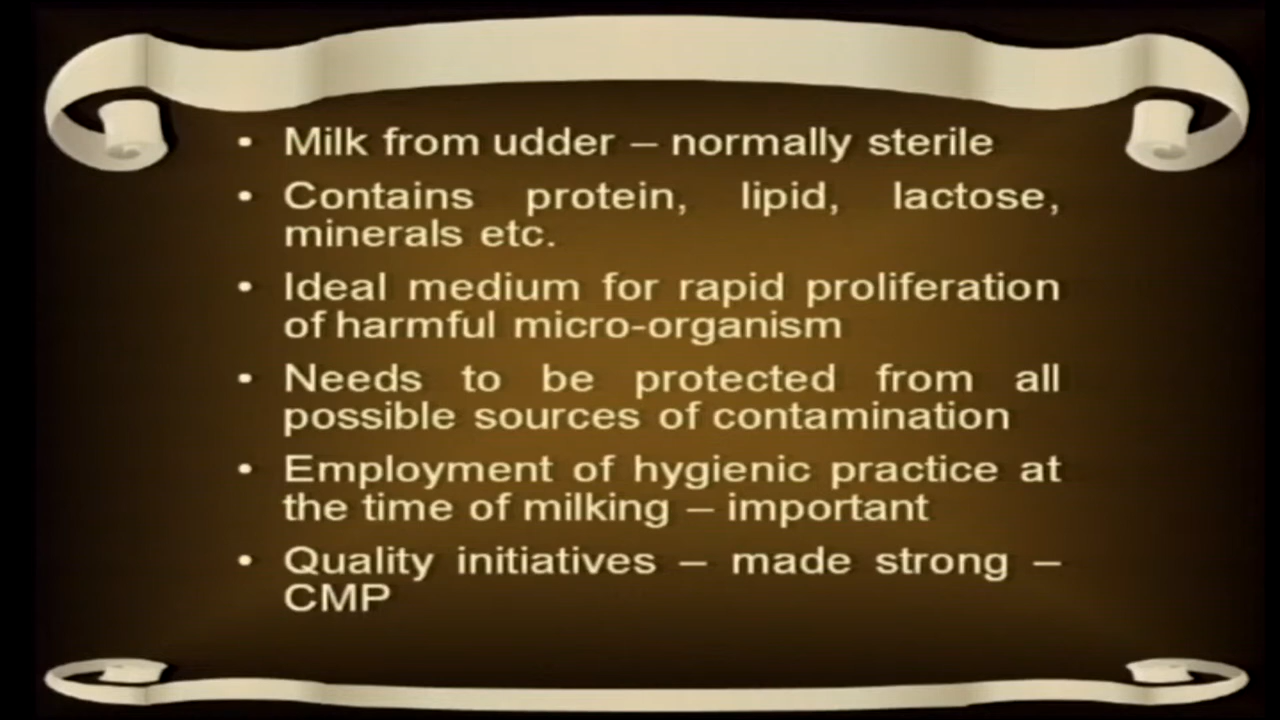 • Milk from udder – normally sterile
• Contains protein, lipid, lactose,
minerals etc.
• Ideal medium for rapid proliferation
of harmful micro-organism
• Needs to be protected from all
possible sources of contamination
• Employment of hygienic practice at
the time of milking – important
• Quality initiatives – made strong –
CMP